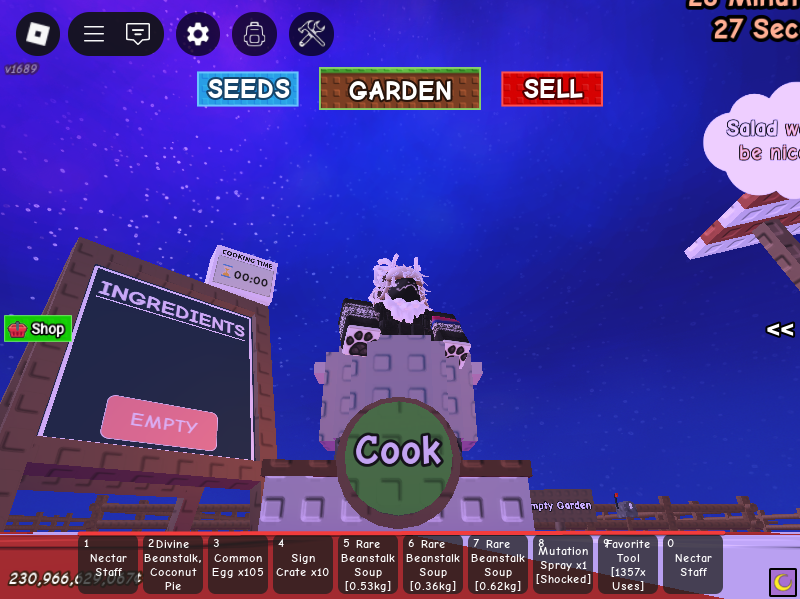 27 Sec
v1689
SEEDS
GARDEN
SELL
Salad
be nic
COOKING TIME
00:00
INGREDIENTS
Shop
<<
EMPTY
Cook
mpty Garden
1
Nectar
Staff
2 Divine
Beanstalk,
Coconut
Pie
3
Common
Egg x105
4
Sign
Crate x10
5 Rare
Beanstalk
Soup
[0.53kg]
6 Rare
Beanstalk
Soup
[0.36kg]
7 Rare
Beanstalk
Soup
[0.62kg]
8
Mutation
Spray x1
[Shocked]
9 Favorite
Tool
[1357x
Uses]
0
Nectar
Staff